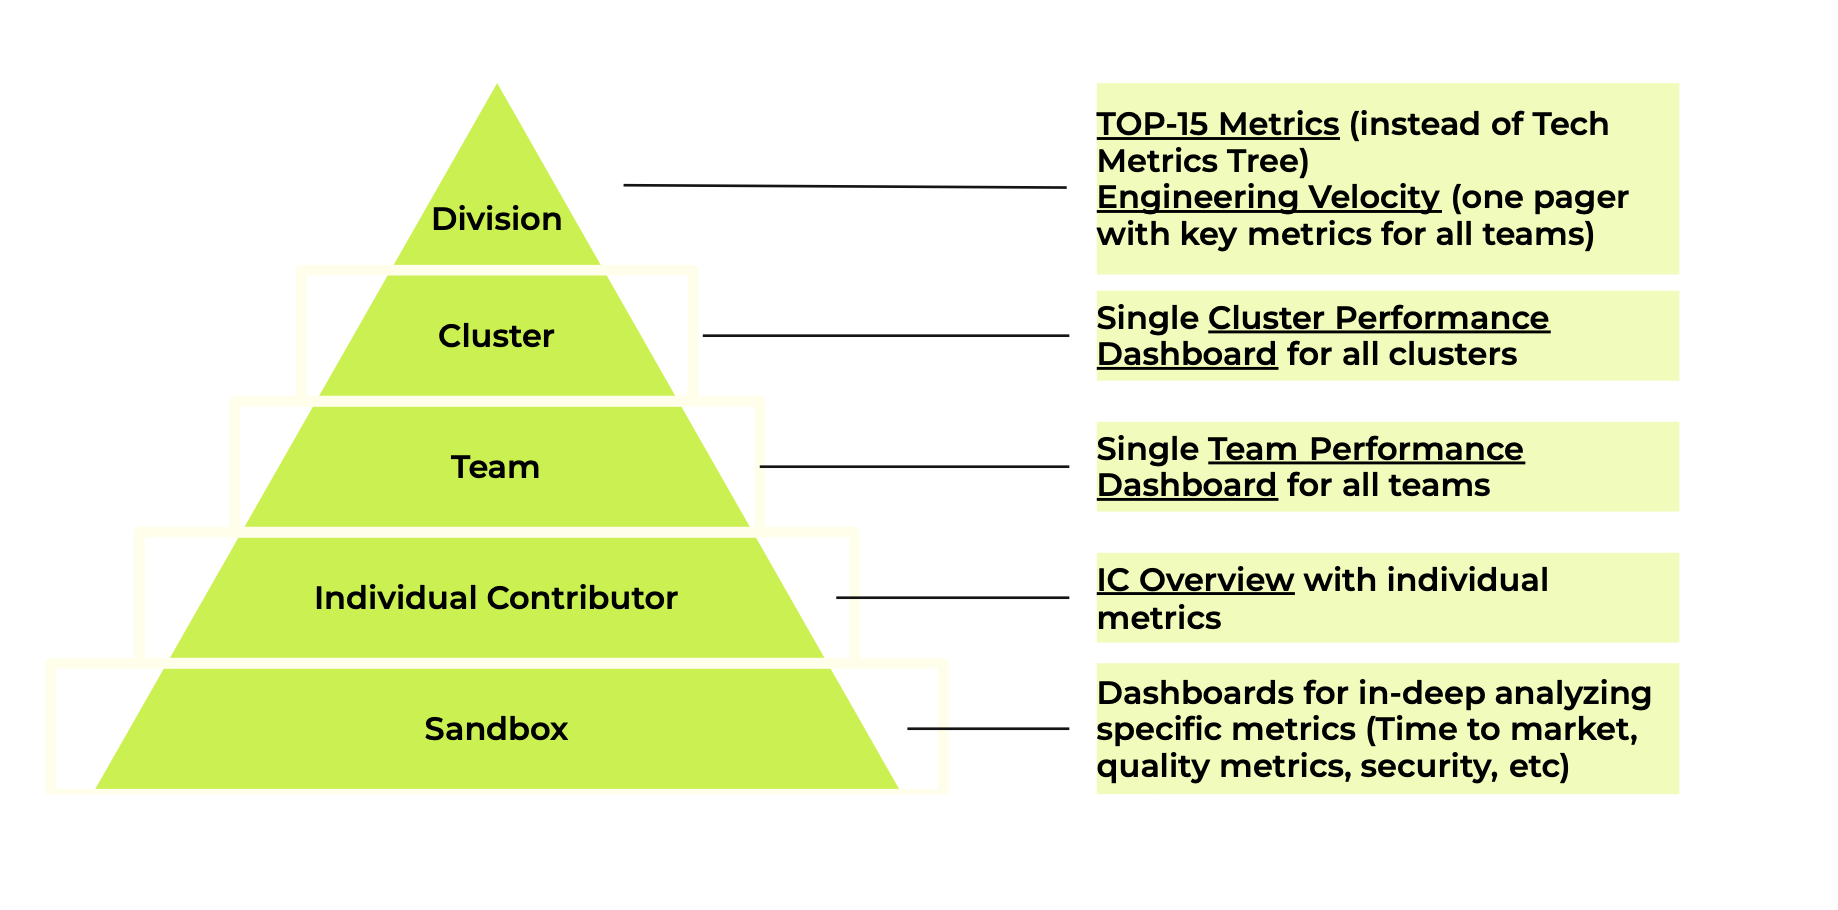 Division
TOP-15 Metrics (instead of Tech
Metrics Tree)
Engineering Velocity (one pager
with key metrics for all teams)
Cluster
Single Cluster Performance
Dashboard for all clusters
Team
Single Team Performance
Dashboard for all teams
Individual Contributor
IC Overview with individual
metrics
Sandbox
Dashboards for in-deep analyzing
specific metrics (Time to market,
quality metrics, security, etc)